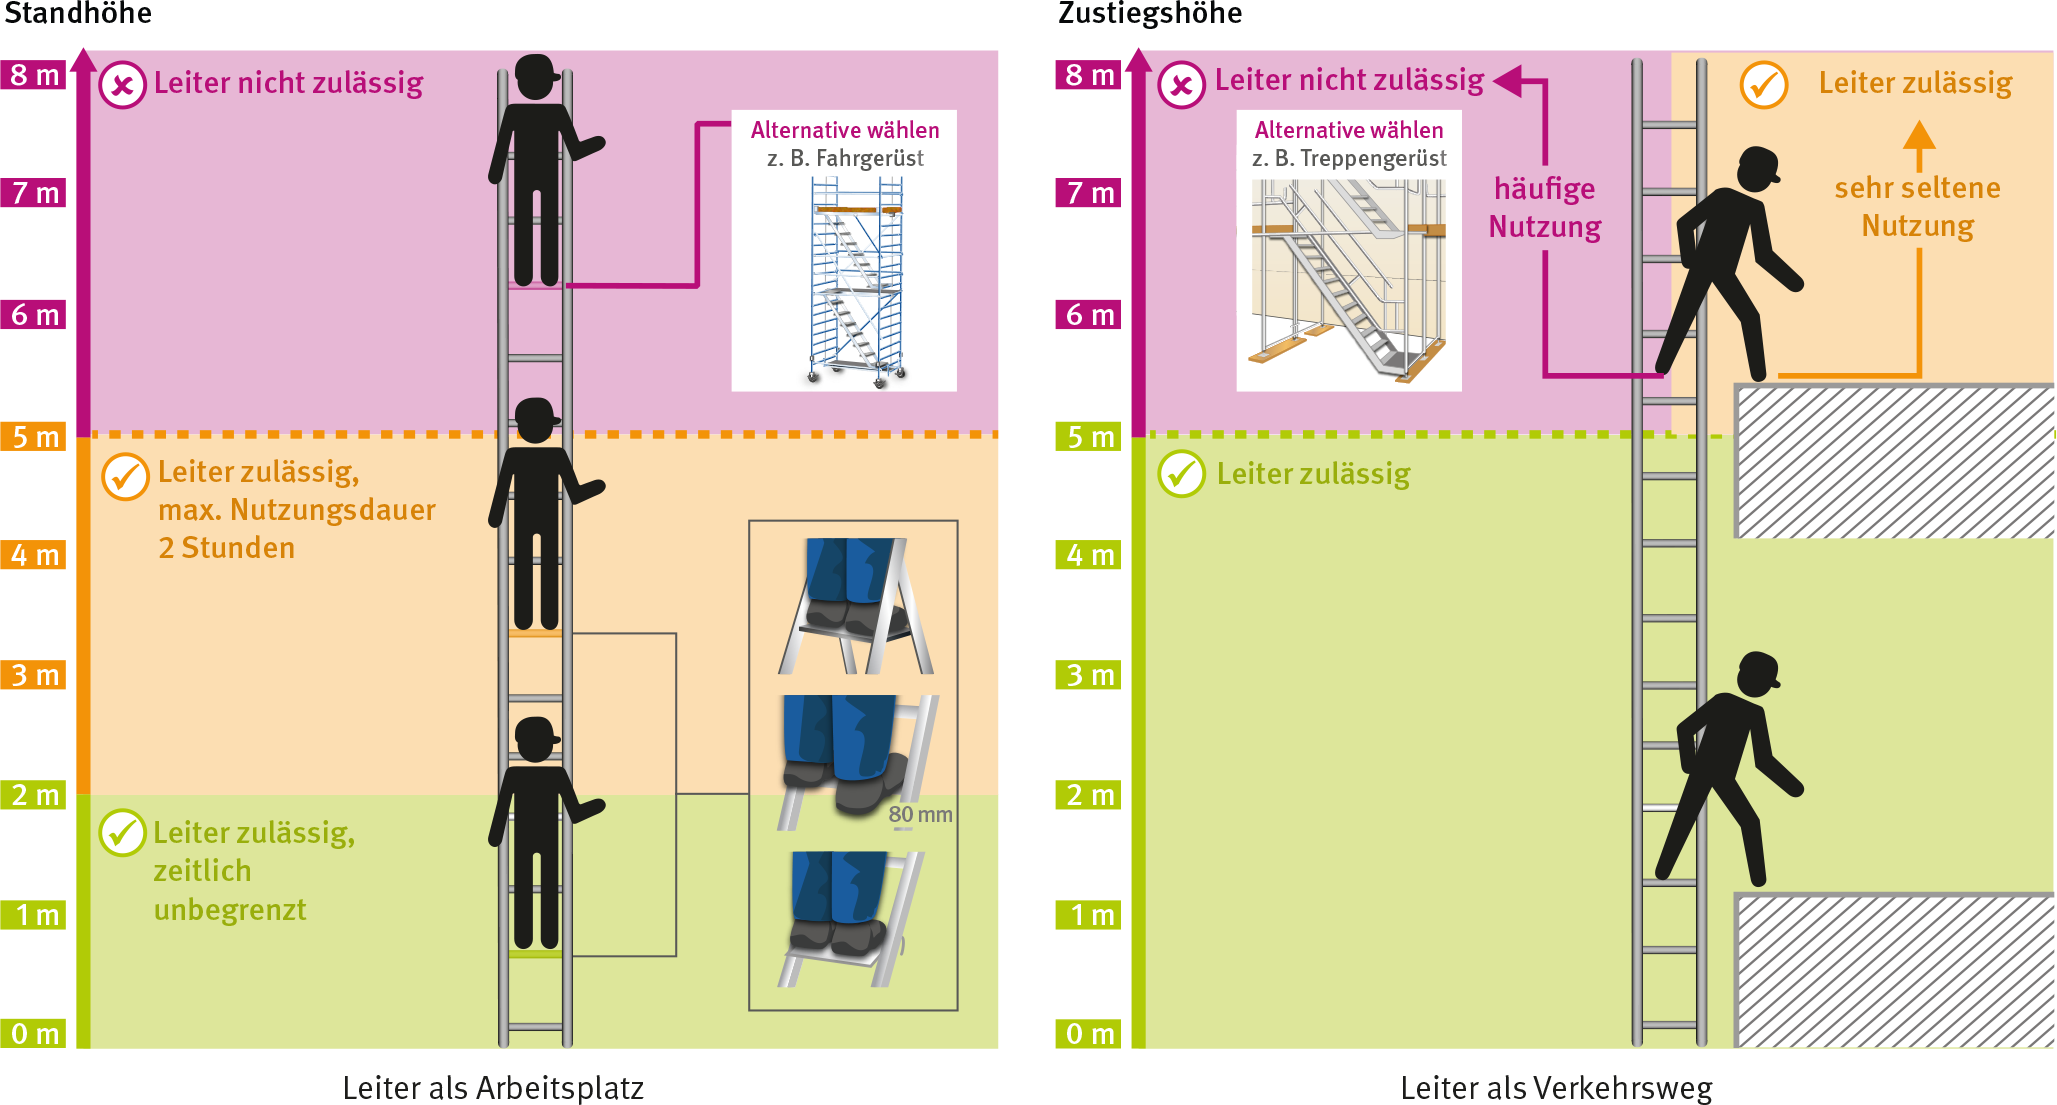 Standhöhe
8 m
7 m
6 m
5 m
4 m
3 m
2 m
1 m
0 m
Leiter nicht zulässig
Alternative wählen
z. B. Fahrgerüst
Leiter zulässig,
max. Nutzungsdauer
2 Stunden
80 mm
Leiter zulässig,
zeitlich
unbegrenzt
Leiter als Arbeitsplatz
Zustiegshöhe
8 m
7 m
6 m
5 m
4 m
3 m
2 m
1 m
0 m
Leiter nicht zulässig
Alternative wählen
z. B. Treppengerüst
häufige
Nutzung
Leiter zulässig
sehr seltene
Nutzung
Leiter zulässig
Leiter als Verkehrsweg